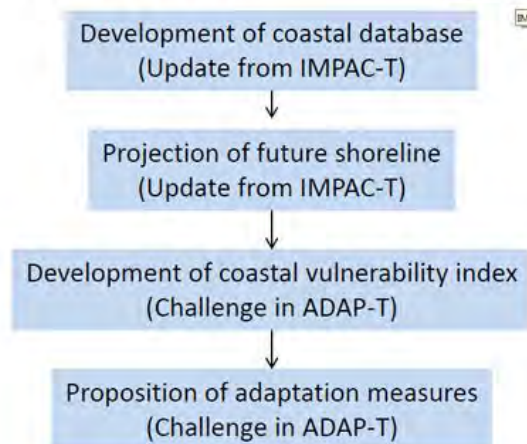 Development of coastal database
(Update from IMPAC-T)
Projection of future shoreline
(Update from IMPAC-T)
Development of coastal vulnerability index
(Challenge in ADAP-T)
Proposition of adaptation measures
(Challenge in ADAP-T)